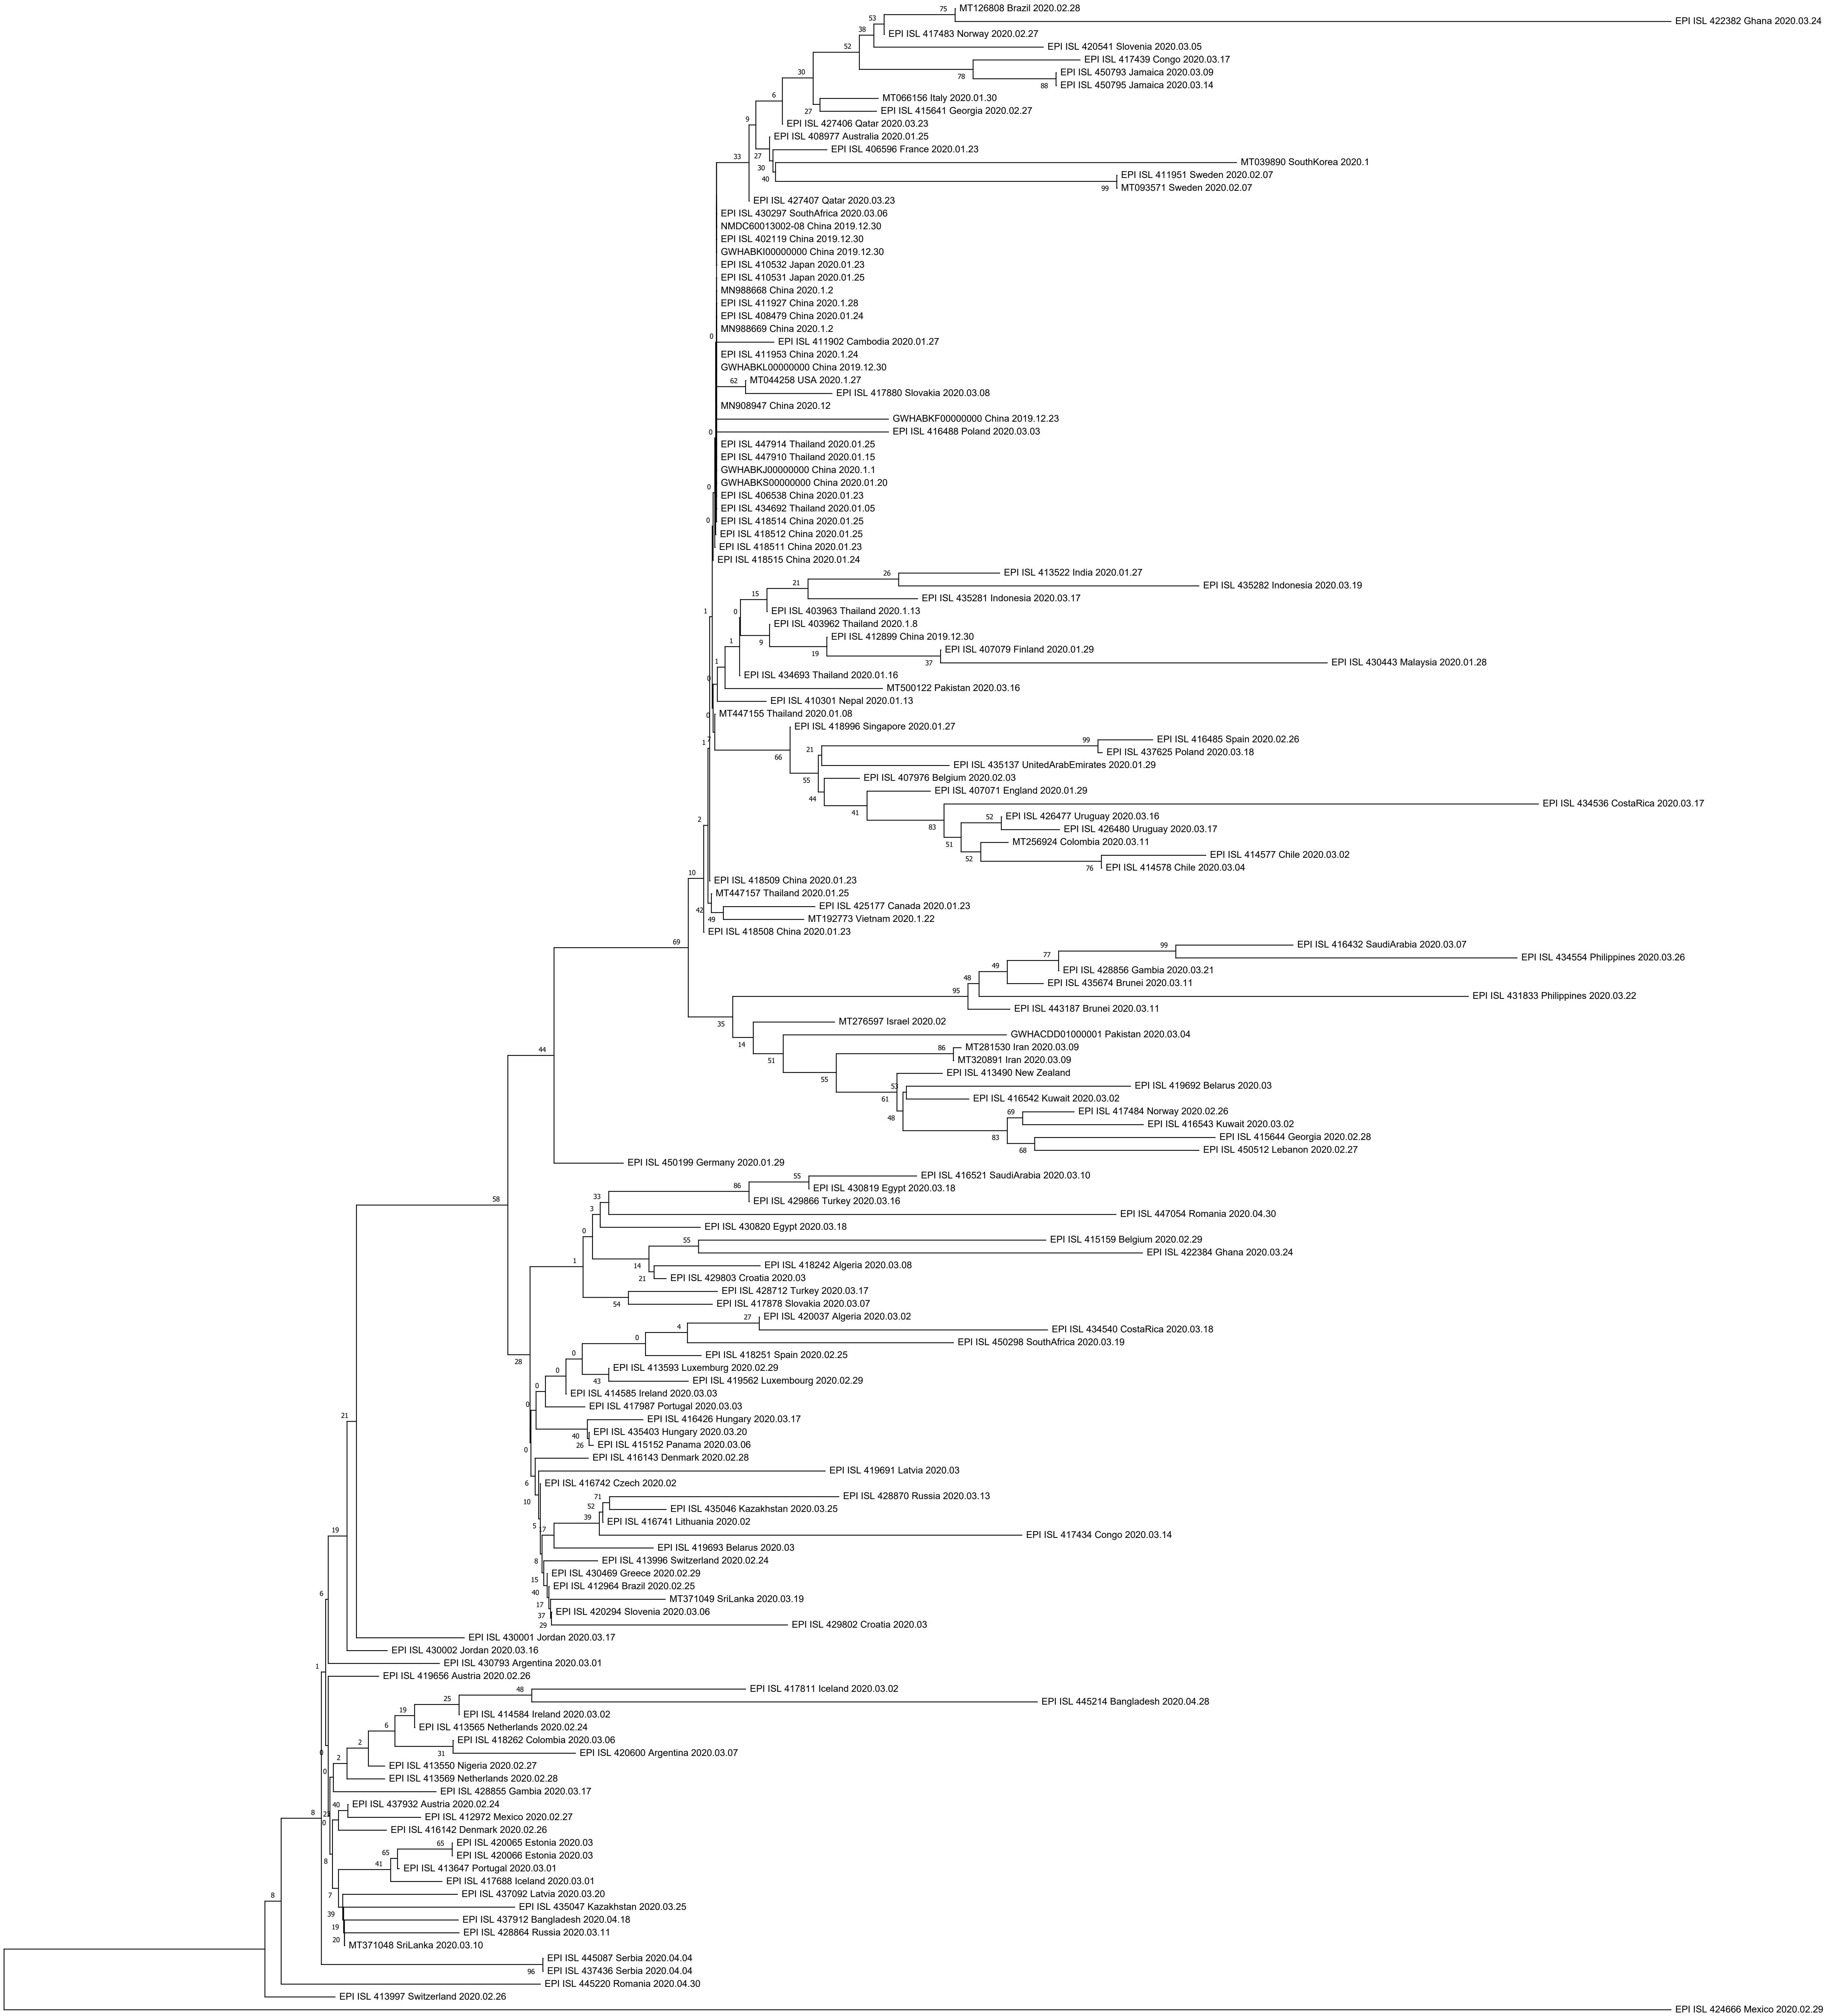 MT126808 Brazil 2020.02.28
EPI ISL 422382 Ghana 2020.03.24
EPI ISL 417483 Norway 2020.02.27
EPI ISL 420541 Slovenia 2020.03.05
EPI ISL 417439 Congo 2020.03.17
EPI ISL 450793 Jamaica 2020.03.09
EPI ISL 450795 Jamaica 2020.03.14
MT066156 Italy 2020.01.30
EPI ISL 415641 Georgia 2020.02.27
EPI ISL 427406 Qatar 2020.03.23
EPI ISL 408977 Australia 2020.01.25
EPI ISL 406596 France 2020.01.23
MT039890 SouthKorea 2020.1
EPI ISL 411951 Sweden 2020.02.07
MT093571 Sweden 2020.02.07
EPI ISL 427407 Qatar 2020.03.23
EPI ISL 430297 SouthAfrica 2020.03.06
NMDC60013002-08 China 2019.12.30
EPI ISL 402119 China 2019.12.30
GWHABKI00000000 China 2019.12.30
EPI ISL 410532 Japan 2020.01.23
EPI ISL 410531 Japan 2020.01.25
MN988668 China 2020.1.2
EPI ISL 411927 China 2020.1.28
EPI ISL 408479 China 2020.01.24
MN988669 China 2020.1.2
EPI ISL 411902 Cambodia 2020.01.27
EPI ISL 411953 China 2020.1.24
GWHABKL00000000 China 2019.12.30
MT044258 USA 2020.1.27
EPI ISL 417880 Slovakia 2020.03.08
MN908947 China 2020.12
GWHABKF00000000 China 2019.12.23
EPI ISL 416488 Poland 2020.03.03
EPI ISL 447914 Thailand 2020.01.25
EPI ISL 447910 Thailand 2020.01.15
GWHABKJ00000000 China 2020.1.1
GWHABKS00000000 China 2020.01.20
EPI ISL 406538 China 2020.01.23
EPI ISL 434692 Thailand 2020.01.05
EPI ISL 418514 China 2020.01.25
EPI ISL 418512 China 2020.01.25
EPI ISL 418511 China 2020.01.23
EPI ISL 418515 China 2020.01.24
EPI ISL 413522 India 2020.01.27
EPI ISL 435282 Indonesia 2020.03.19
EPI ISL 435281 Indonesia 2020.03.17
EPI ISL 403963 Thailand 2020.1.13
EPI ISL 403962 Thailand 2020.1.8
EPI ISL 412899 China 2019.12.30
EPI ISL 407079 Finland 2020.01.29
EPI ISL 430443 Malaysia 2020.01.28
EPI ISL 434693 Thailand 2020.01.16
MT500122 Pakistan 2020.03.16
EPI ISL 410301 Nepal 2020.01.13
MT447155 Thailand 2020.01.08
EPI ISL 418996 Singapore 2020.01.27
EPI ISL 416485 Spain 2020.02.26
EPI ISL 437625 Poland 2020.03.18
EPI ISL 435137 UnitedArabEmirates 2020.01.29
EPI ISL 407976 Belgium 2020.02.03
EPI ISL 407071 England 2020.01.29
EPI ISL 434536 CostaRica 2020.03.17
EPI ISL 426477 Uruguay 2020.03.16
EPI ISL 426480 Uruguay 2020.03.17
MT256924 Colombia 2020.03.11
EPI ISL 414577 Chile 2020.03.02
EPI ISL 414578 Chile 2020.03.04
EPI ISL 418509 China 2020.01.23
MT447157 Thailand 2020.01.25
EPI ISL 425177 Canada 2020.01.23
MT192773 Vietnam 2020.1.22
EPI ISL 418508 China 2020.01.23
EPI ISL 416432 SaudiArabia 2020.03.07
EPI ISL 434554 Philippines 2020.03.26
EPI ISL 428856 Gambia 2020.03.21
EPI ISL 435674 Brunei 2020.03.11
EPI ISL 431833 Philippines 2020.03.22
EPI ISL 443187 Brunei 2020.03.11
MT276597 Israel 2020.02
GWHACDD01000001 Pakistan 2020.03.04
MT281530 Iran 2020.03.09
MT320891 Iran 2020.03.09
EPI ISL 413490 New Zealand
EPI ISL 419692 Belarus 2020.03
EPI ISL 416542 Kuwait 2020.03.02
EPI ISL 417484 Norway 2020.02.26
EPI ISL 416543 Kuwait 2020.03.02
EPI ISL 415644 Georgia 2020.02.28
EPI ISL 450512 Lebanon 2020.02.27
EPI ISL 450199 Germany 2020.01.29
EPI ISL 416521 SaudiArabia 2020.03.10
EPI ISL 430819 Egypt 2020.03.18
EPI ISL 429866 Turkey 2020.03.16
EPI ISL 447054 Romania 2020.04.30
EPI ISL 430820 Egypt 2020.03.18
EPI ISL 415159 Belgium 2020.02.29
EPI ISL 422384 Ghana 2020.03.24
EPI ISL 418242 Algeria 2020.03.08
EPI ISL 429803 Croatia 2020.03
EPI ISL 428712 Turkey 2020.03.17
EPI ISL 417878 Slovakia 2020.03.07
EPI ISL 420037 Algeria 2020.03.02
EPI ISL 434540 CostaRica 2020.03.18
EPI ISL 450298 SouthAfrica 2020.03.19
EPI ISL 418251 Spain 2020.02.25
EPI ISL 413593 Luxemburg 2020.02.29
EPI ISL 419562 Luxembourg 2020.02.29
EPI ISL 414585 Ireland 2020.03.03
EPI ISL 417987 Portugal 2020.03.03
EPI ISL 416426 Hungary 2020.03.17
EPI ISL 435403 Hungary 2020.03.20
EPI ISL 415152 Panama 2020.03.06
EPI ISL 416143 Denmark 2020.02.28
EPI ISL 419691 Latvia 2020.03
EPI ISL 416742 Czech 2020.02
EPI ISL 428870 Russia 2020.03.13
EPI ISL 435046 Kazakhstan 2020.03.25
EPI ISL 416741 Lithuania 2020.02
EPI ISL 417434 Congo 2020.03.14
EPI ISL 419693 Belarus 2020.03
EPI ISL 413996 Switzerland 2020.02.24
EPI ISL 430469 Greece 2020.02.29
EPI ISL 412964 Brazil 2020.02.25
MT371049 SriLanka 2020.03.19
EPI ISL 420294 Slovenia 2020.03.06
EPI ISL 429802 Croatia 2020.03
EPI ISL 430001 Jordan 2020.03.17
EPI ISL 430002 Jordan 2020.03.16
EPI ISL 430793 Argentina 2020.03.01
EPI ISL 419656 Austria 2020.02.26
EPI ISL 417811 Iceland 2020.03.02
EPI ISL 445214 Bangladesh 2020.04.28
EPI ISL 414584 Ireland 2020.03.02
EPI ISL 413565 Netherlands 2020.02.24
EPI ISL 418262 Colombia 2020.03.06
EPI ISL 420600 Argentina 2020.03.07
EPI ISL 413550 Nigeria 2020.02.27
EPI ISL 413569 Netherlands 2020.02.28
EPI ISL 428855 Gambia 2020.03.17
EPI ISL 437932 Austria 2020.02.24
EPI ISL 412972 Mexico 2020.02.27
EPI ISL 416142 Denmark 2020.02.26
EPI ISL 420065 Estonia 2020.03
EPI ISL 420066 Estonia 2020.03
EPI ISL 413647 Portugal 2020.03.01
EPI ISL 417688 Iceland 2020.03.01
EPI ISL 437092 Latvia 2020.03.20
EPI ISL 435047 Kazakhstan 2020.03.25
EPI ISL 437912 Bangladesh 2020.04.18
EPI ISL 428864 Russia 2020.03.11
MT371048 SriLanka 2020.03.10
EPI ISL 445087 Serbia 2020.04.04
EPI ISL 437436 Serbia 2020.04.04
EPI ISL 445220 Romania 2020.04.30
EPI ISL 413997 Switzerland 2020.02.26
EPI ISL 424666 Mexico 2020.02.29